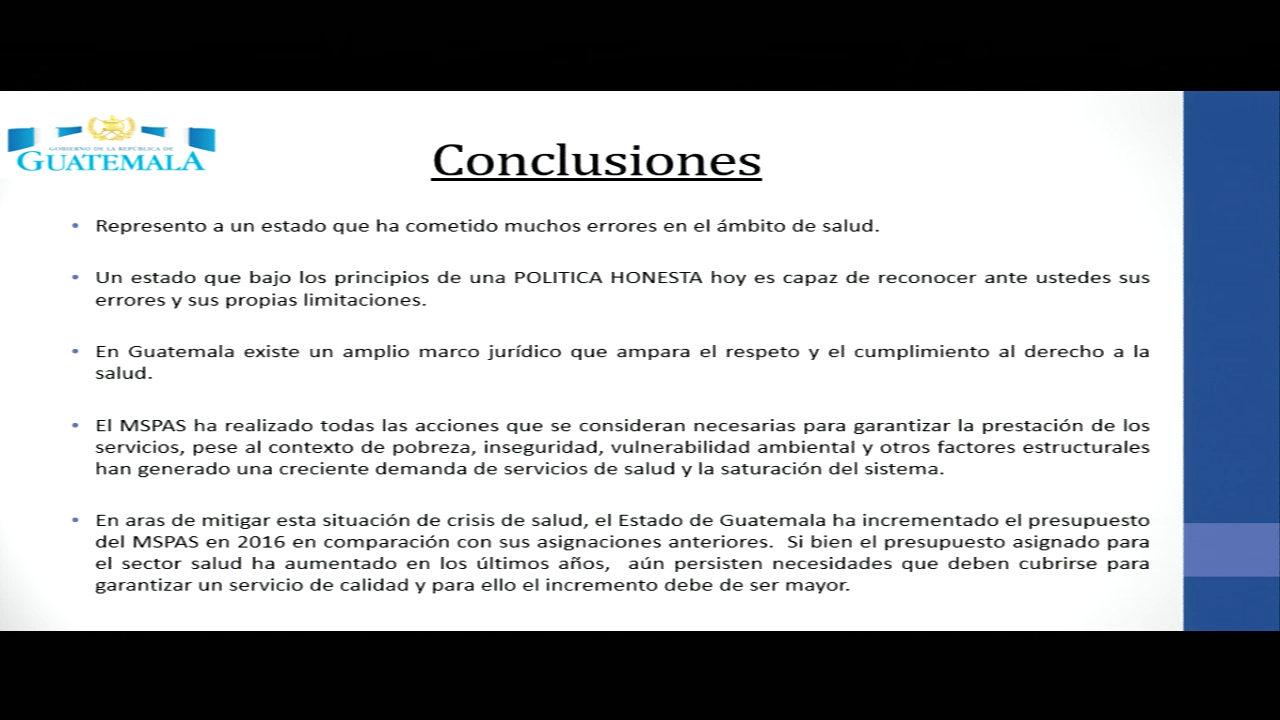 GOBIERNO DE LA REPÚBLICA DE
GUATEMALA
Conclusiones
• Represento a un estado que ha cometido muchos errores en el ámbito de salud.
• Un estado que bajo los principios de una POLITICA HONESTA hoy es capaz de reconocer ante ustedes sus
errores y sus propias limitaciones.
• En Guatemala existe un amplio marco jurídico que ampara el respeto y el cumplimiento al derecho a la
salud.
• El MSPAS ha realizado todas las acciones que se consideran necesarias para garantizar la prestación de los
servicios, pese al contexto de pobreza, inseguridad, vulnerabilidad ambiental y otros factores estructurales
han generado una creciente demanda de servicios de salud y la saturación del sistema.
• En aras de mitigar esta situación de crisis de salud, el Estado de Guatemala ha incrementado el presupuesto
del MSPAS en 2016 en comparación con sus asignaciones anteriores.  Si bien el presupuesto asignado para
el sector salud ha aumentado en los últimos años,  aún persisten necesidades que deben cubrirse para
garantizar un servicio de calidad y para ello el incremento debe de ser mayor.